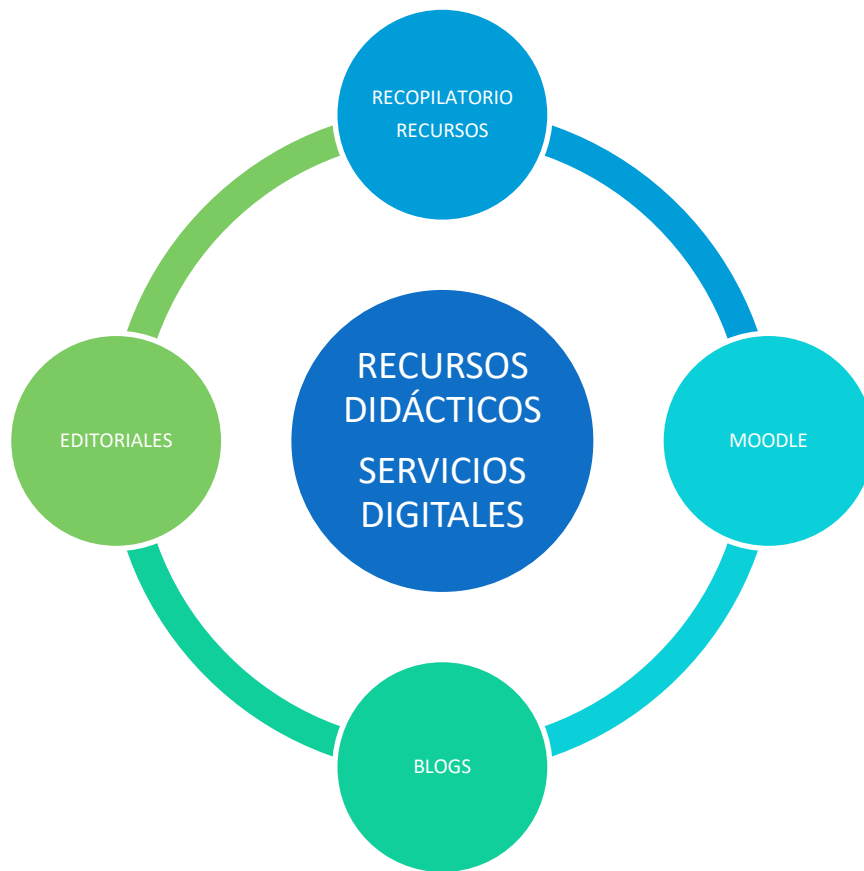 RECOPILATORIO
RECURSOS
RECURSOS
DIDÁCTICOS
SERVICIOS
DIGITALES
EDITORIALES
MOODLE
BLOGS